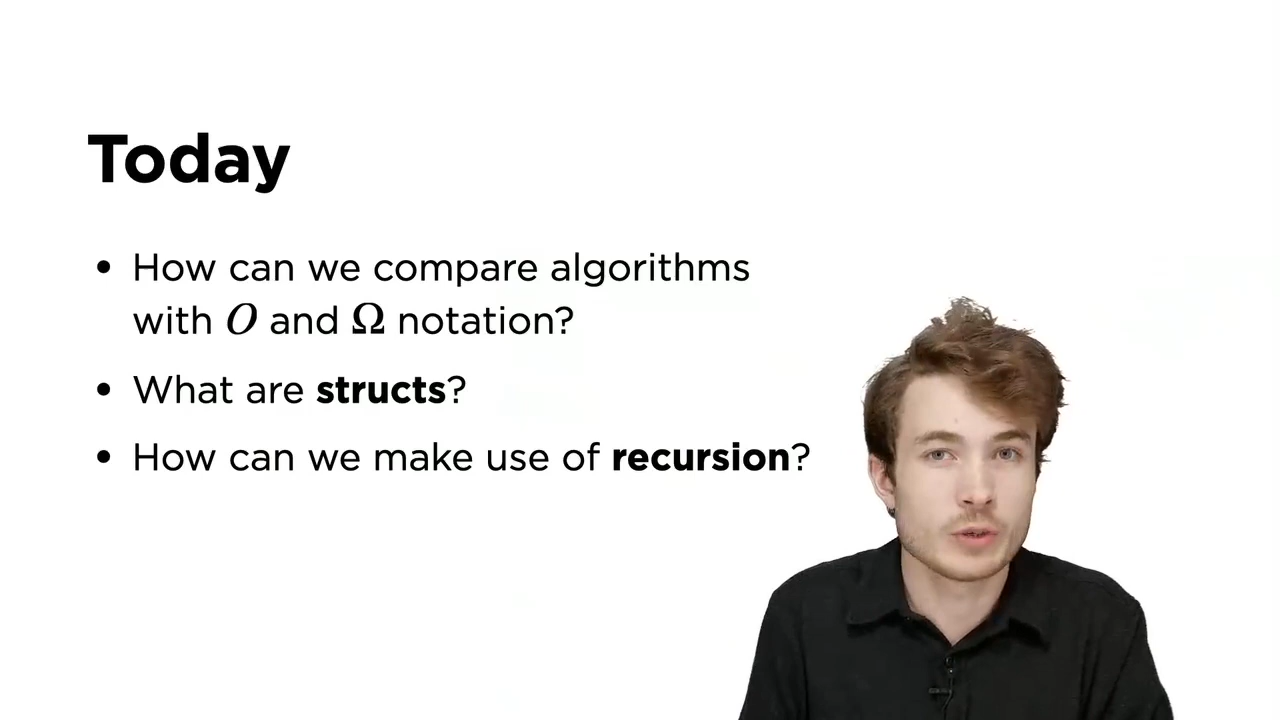 Today
• How can we compare algorithms
with O and Ω notation?
• What are structs?
• How can we make use of recursion?